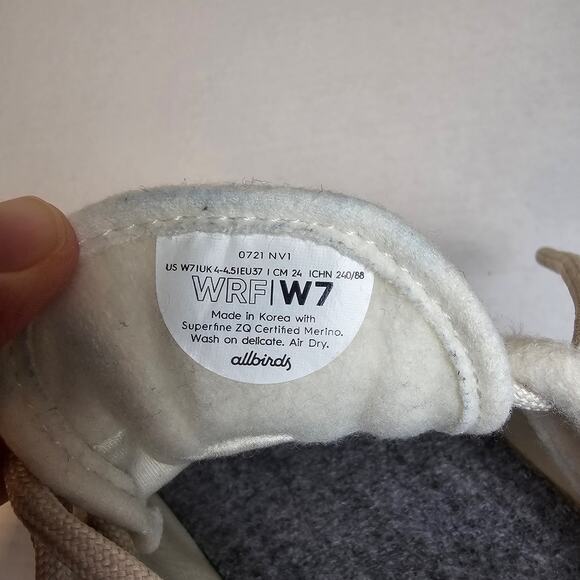 0721 NV1
US W7 | UK 4-4.5 | EU37 | CM 24 | CHN 240/88
WRF|W7
Made in Korea with
Superfine ZQ Certified Merino.
Wash on delicate. Air Dry.
allbirds